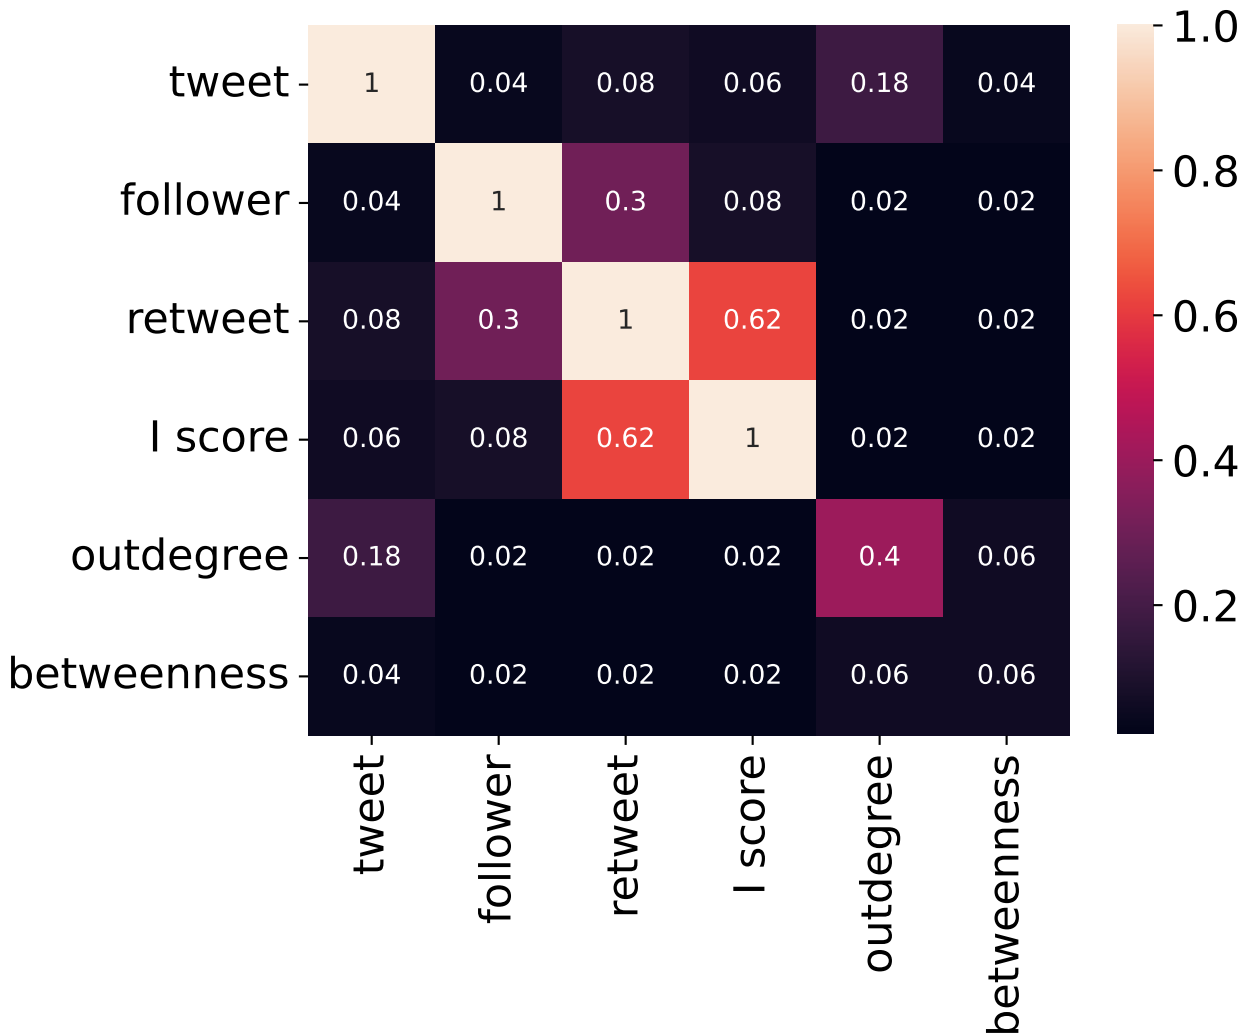 tweet 1 0.04 0.08 0.06 0.18 0.04
follower 0.04 1 0.3 0.08 0.02 0.02
retweet 0.08 0.3 1 0.62 0.02 0.02
I score 0.06 0.08 0.62 1 0.02 0.02
outdegree 0.18 0.02 0.02 0.02 0.4 0.06
betweenness 0.04 0.02 0.02 0.02 0.06 0.06
tweet
follower
retweet
I score
outdegree
betweenness
1.0
0.8
0.6
0.4
0.2